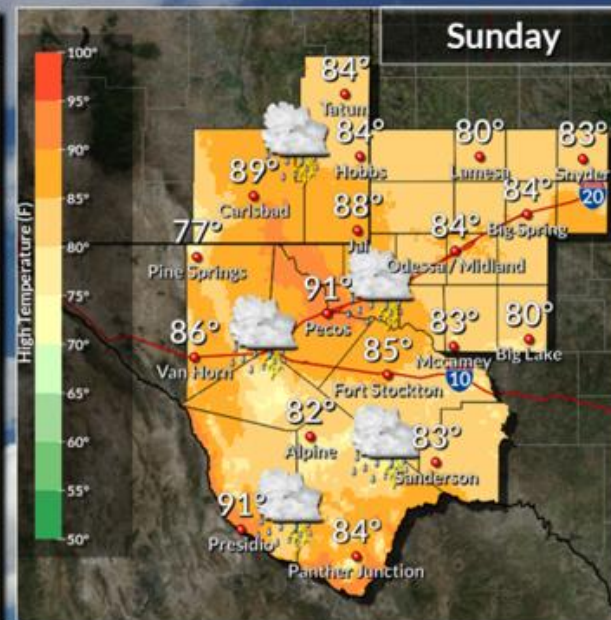 Sunday
High Temperature (F)
100°
95°
90°
85°
80°
75°
70°
65°
60°
55°
50°
84°
Tatum
84°
Hobbs
80°
Lamesa
83°
Snyder
89°
Carlsbad
88°
Jal
84°
Big Spring
20
77°
Pine Springs
84°
Odessa / Midland
91°
Pecos
86°
Van Horn
83°
Mccamey
80°
Big Lake
85°
Fort Stockton
10
82°
Alpine
83°
Sanderson
91°
Presidio
84°
Panther Junction